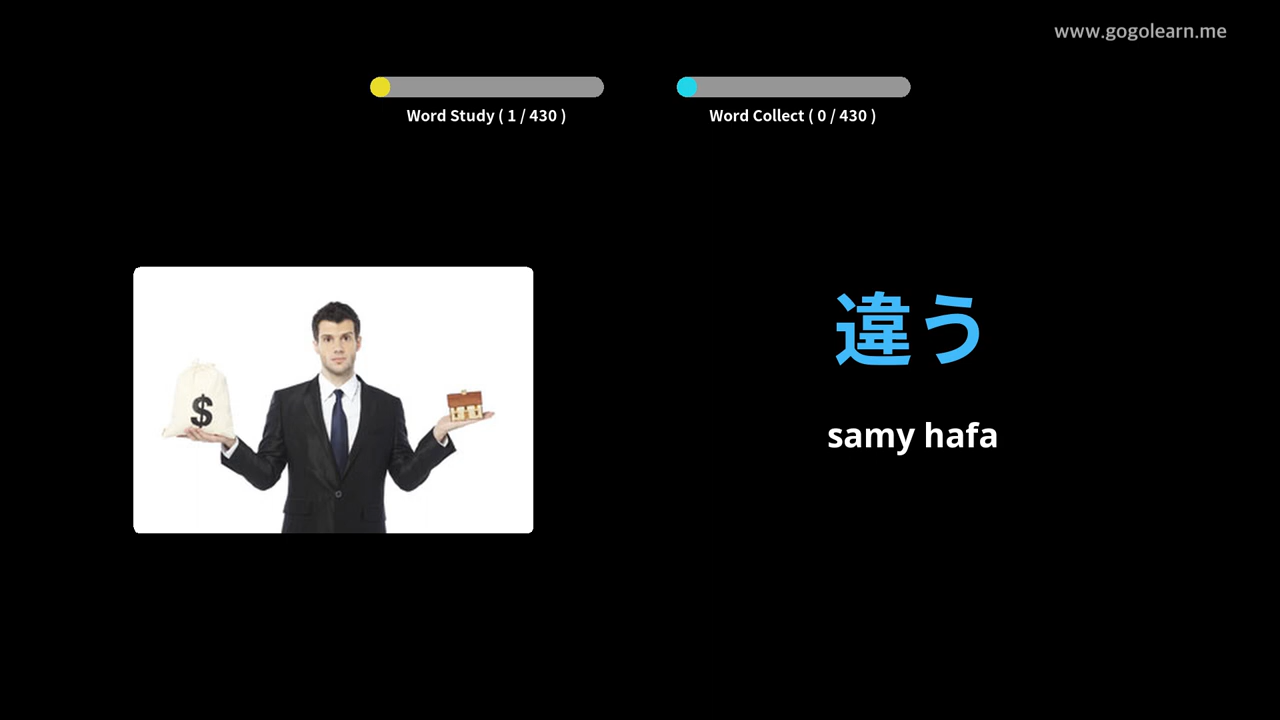 www.gogolearn.me
Word Study ( 1 / 430 )
Word Collect ( 0 / 430 )
$
違う
samy hafa